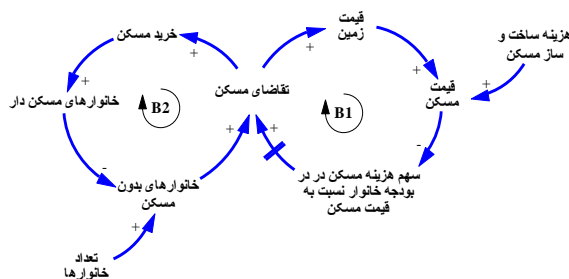 قیمت
زمین
هزینه ساخت و
ساز مسکن
خرید مسکن
+
+
+
+
+
خانوارهای مسکن دار
B2
تقاضای مسکن
B1
قیمت
مسکن
+
+
-
-
خانوارهای بدون
مسکن
سهم هزینه مسکن در در
بودجه خانوار نسبت به
قیمت مسکن
+
تعداد
خانوارها